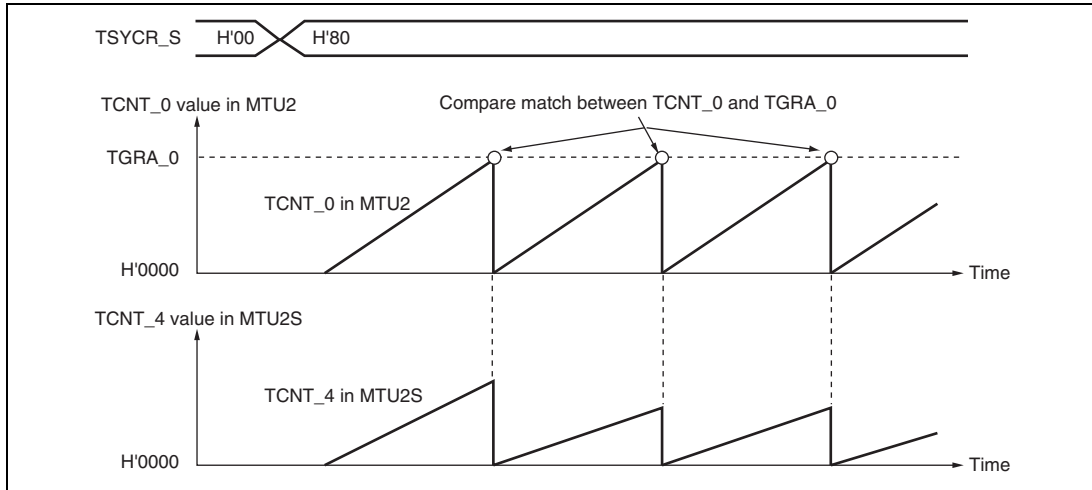 TSYCR_S H'00 H'80
TCNT_0 value in MTU2
Compare match between TCNT_0 and TGRA_0
TGRA_0
TCNT_0 in MTU2
H'0000
Time
TCNT_4 value in MTU2S
TCNT_4 in MTU2S
H'0000
Time